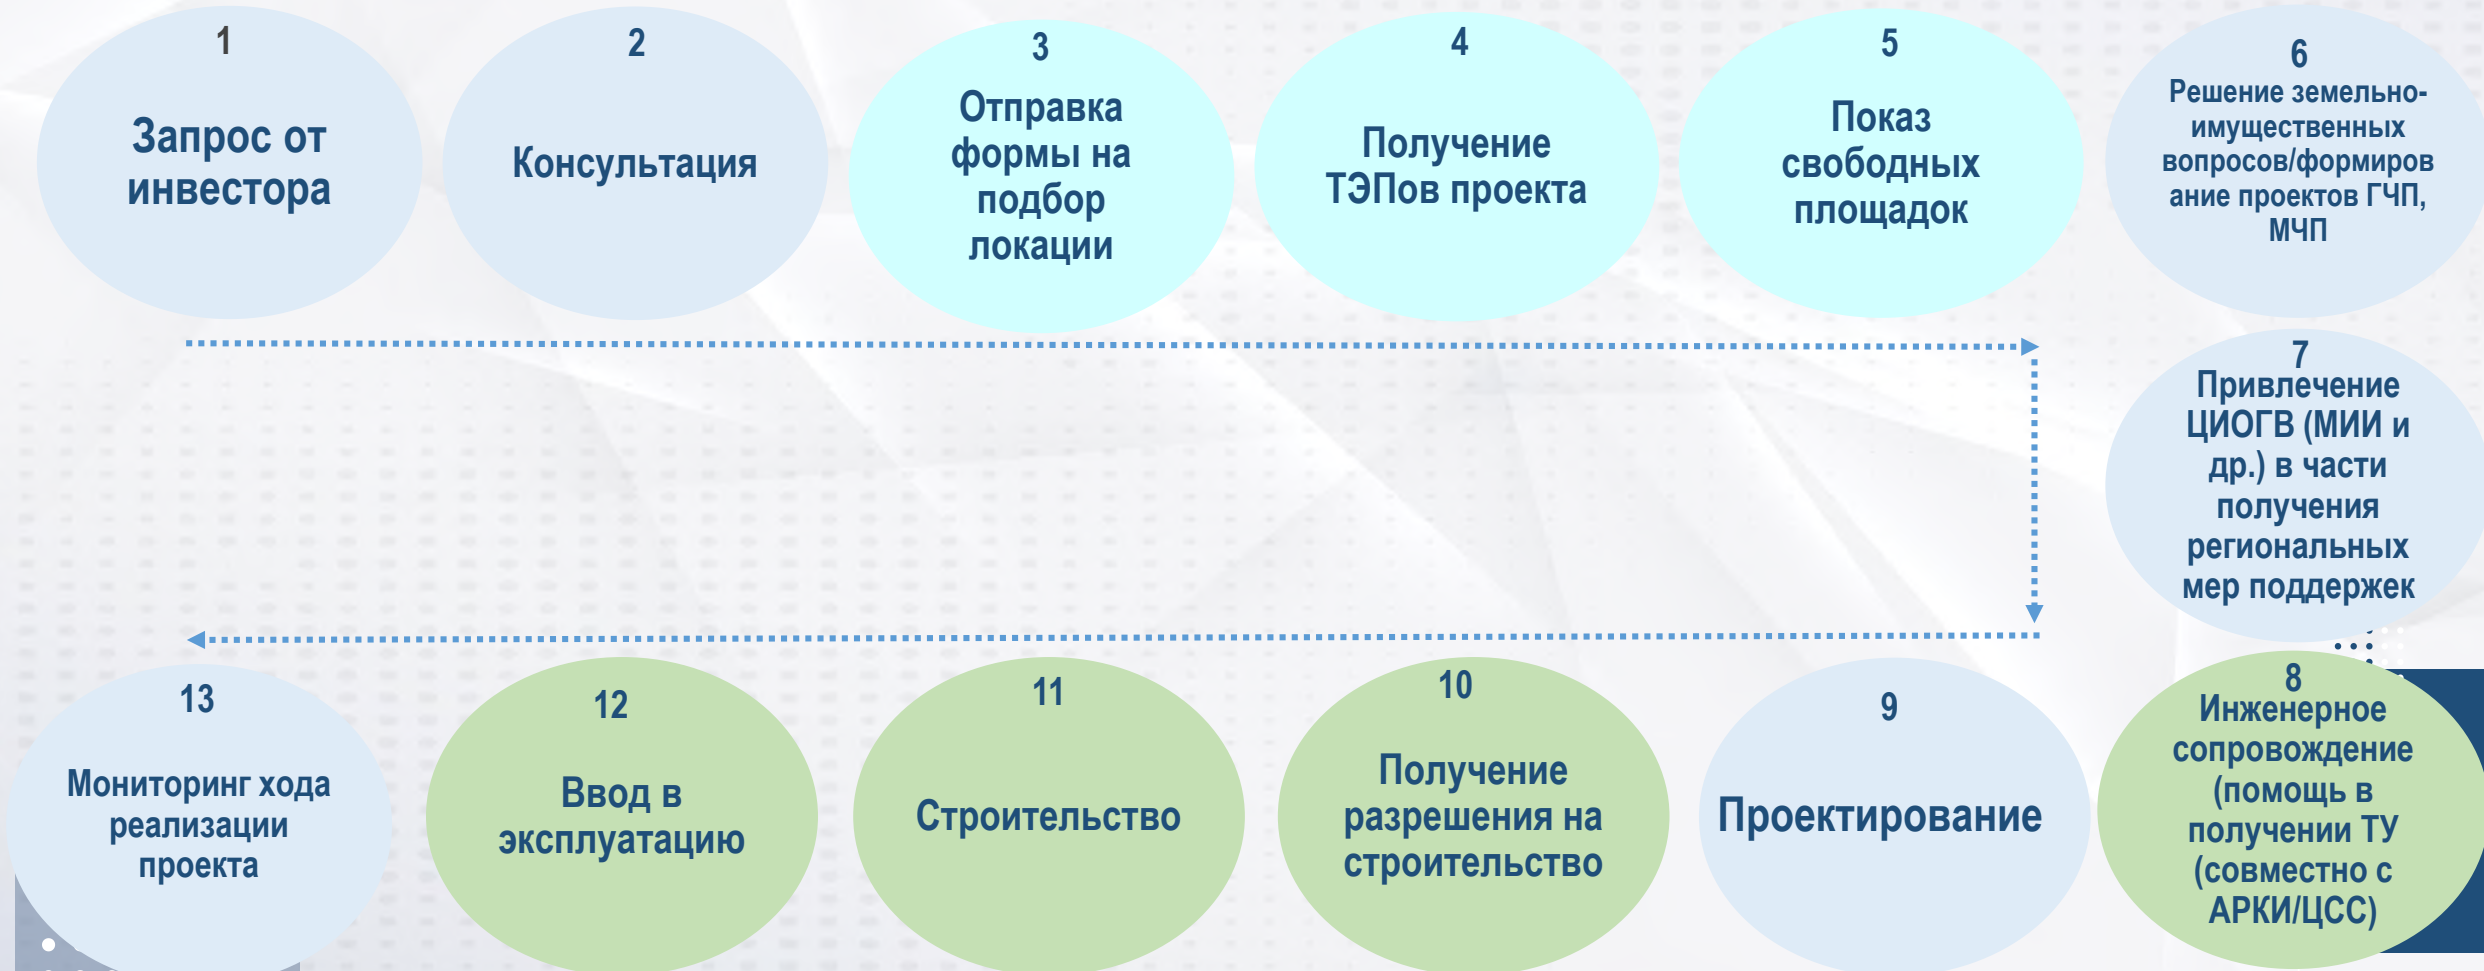 1
Запрос от
инвестора
2
Консультация
3
Отправка
формы на
подбор
локации
4
Получение
ТЭПов проекта
5
Показ
свободных
площадок
6
Решение земельно-
имущественных
вопросов/формиров
ание проектов ГЧП,
МЧП
7
Привлечение
ЦИОГВ (МИИ и
др.) в части
получения
региональных
мер поддержек
8
Инженерное
сопровождение
(помощь в
получении ТУ
(совместно с
АРКИ/ЦСС)
9
Проектирование
10
Получение
разрешения на
строительство
11
Строительство
12
Ввод в
эксплуатацию
13
Мониторинг хода
реализации
проекта